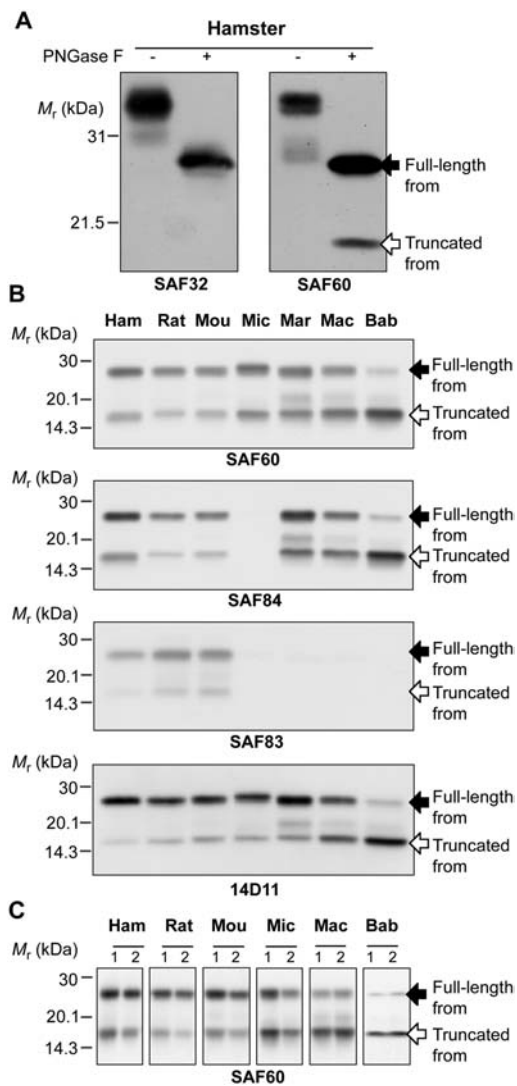 A
Hamster
PNGase F - + - +
Mr (kDa)
31
21.5
Full-length
from
Truncated
from
SAF32 SAF60
B
Ham Rat Mou Mic Mar Mac Bab
Mr (kDa)
30
20.1
14.3
Full-length
from
Truncated
from
SAF60
Mr (kDa)
30
20.1
14.3
Full-length
from
Truncated
from
SAF84
Mr (kDa)
30
20.1
14.3
Full-length
from
Truncated
from
SAF83
Mr (kDa)
30
20.1
14.3
Full-length
from
Truncated
from
14D11
C
Ham Rat Mou Mic Mac Bab
Mr (kDa) 1 2 1 2 1 2 1 2 1 2 1 2
30
20.1
14.3
Full-length
from
Truncated
from
SAF60